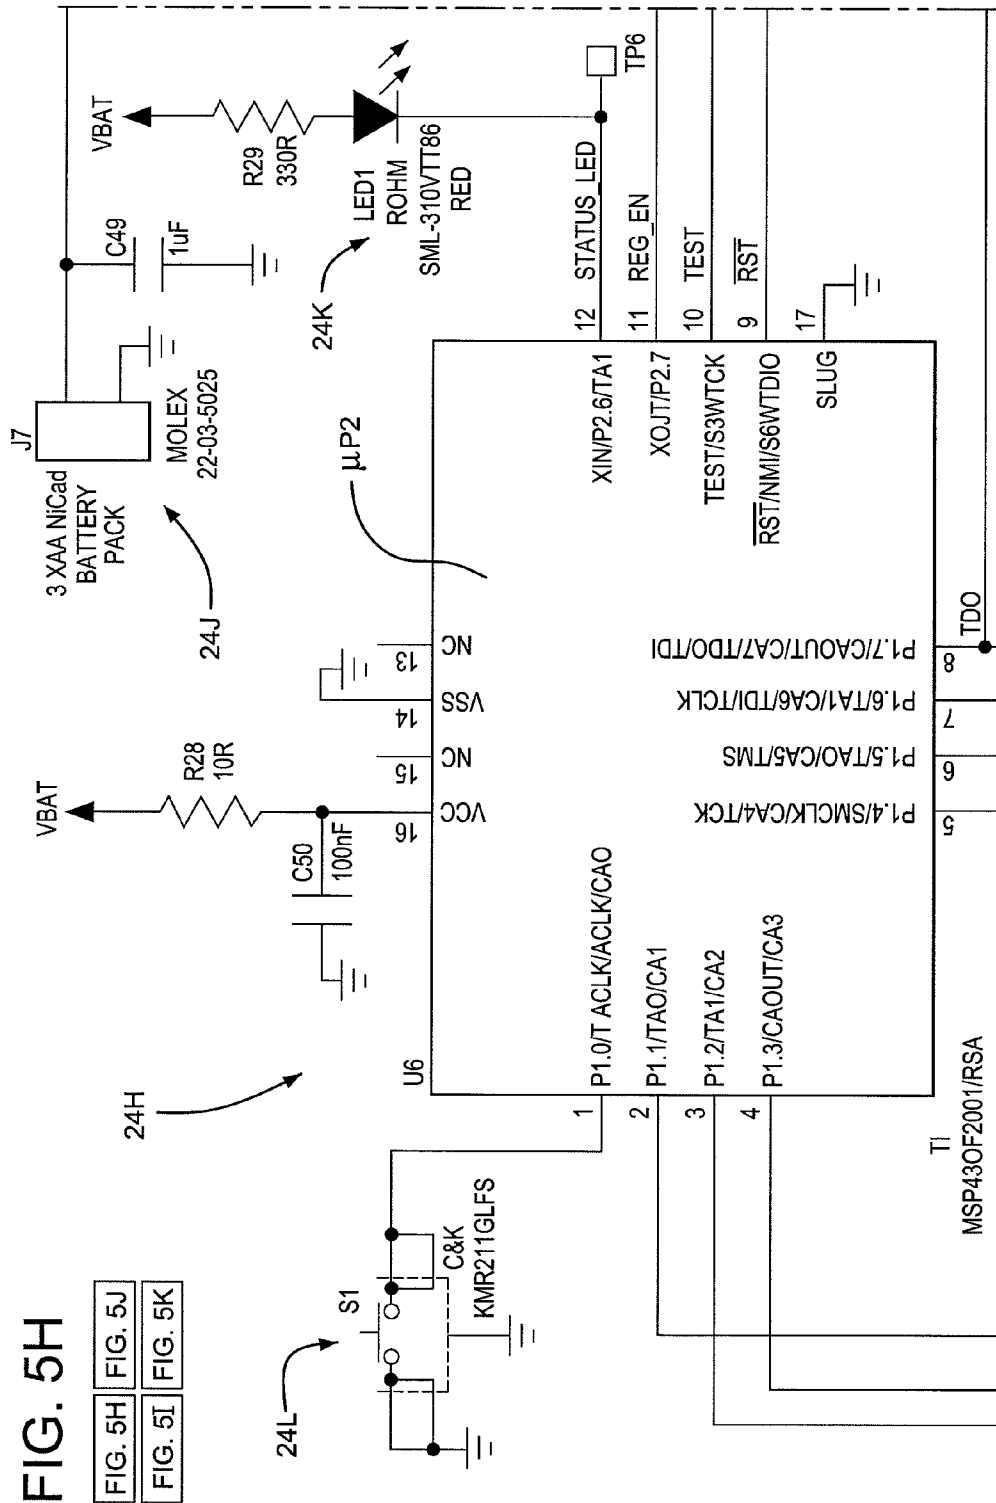 FIG. 5H
FIG. 5H
FIG. 5J
FIG. 5I
FIG. 5K
24L
S1
C&K
KMR211GLFS
24H
VBAT
R28
10R
C50
100nF
3 XAA NiCad
BATTERY
PACK
J7
MOLEX
22-03-5025
24J
C49
1uF
VBAT
R29
330R
LED1
ROHM
SML-310VTT86
RED
24K
µP2
U6
16
VCC
15
NC
14
VSS
13
NC
1
P1.0/T ACLK/ACLK/CAO
2
P1.1/TAO/CA1
3
P1.2/TA1/CA2
4
P1.3/CAOUT/CA3
XIN/P2.6/TA1
12
STATUS_LED
TP6
XOJT/P2.7
11
REG_EN
TEST/S3WTCK
10
TEST
RST/NMI/S6WTDIO
9
RST
SLUG
17
P1.4/SMCLK/CA4/TCK
5
P1.5/TAO/CA5/TMS
6
P1.6/TA1/CA6/TDI/TCLK
7
P1.7/CAOUT/CA7/TDO/TDI
8
TDO
TI
MSP43OF2001/RSA